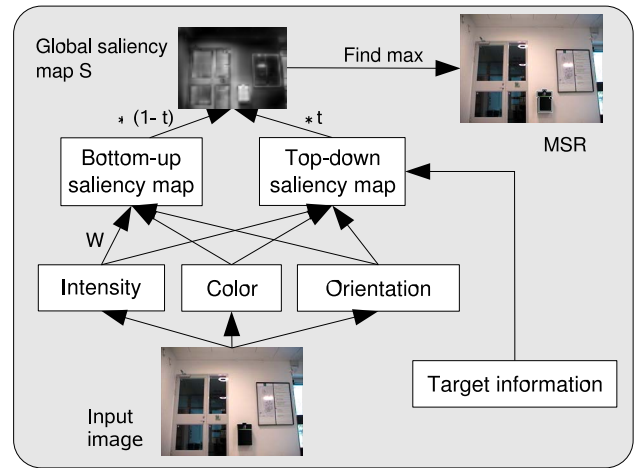 Global saliency
map S
Find max
MSR
* (1- t)
* t
Bottom-up
saliency map
Top-down
saliency map
W
Intensity
Color
Orientation
Target information
Input
image